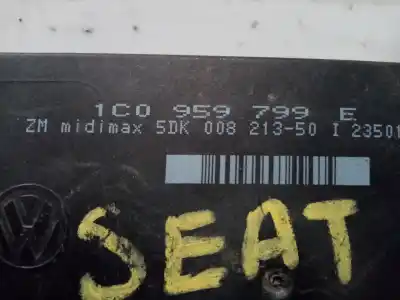 1C0 959 799 E
ZM midimax 5DK 008 213-50 I 23501
SEAT